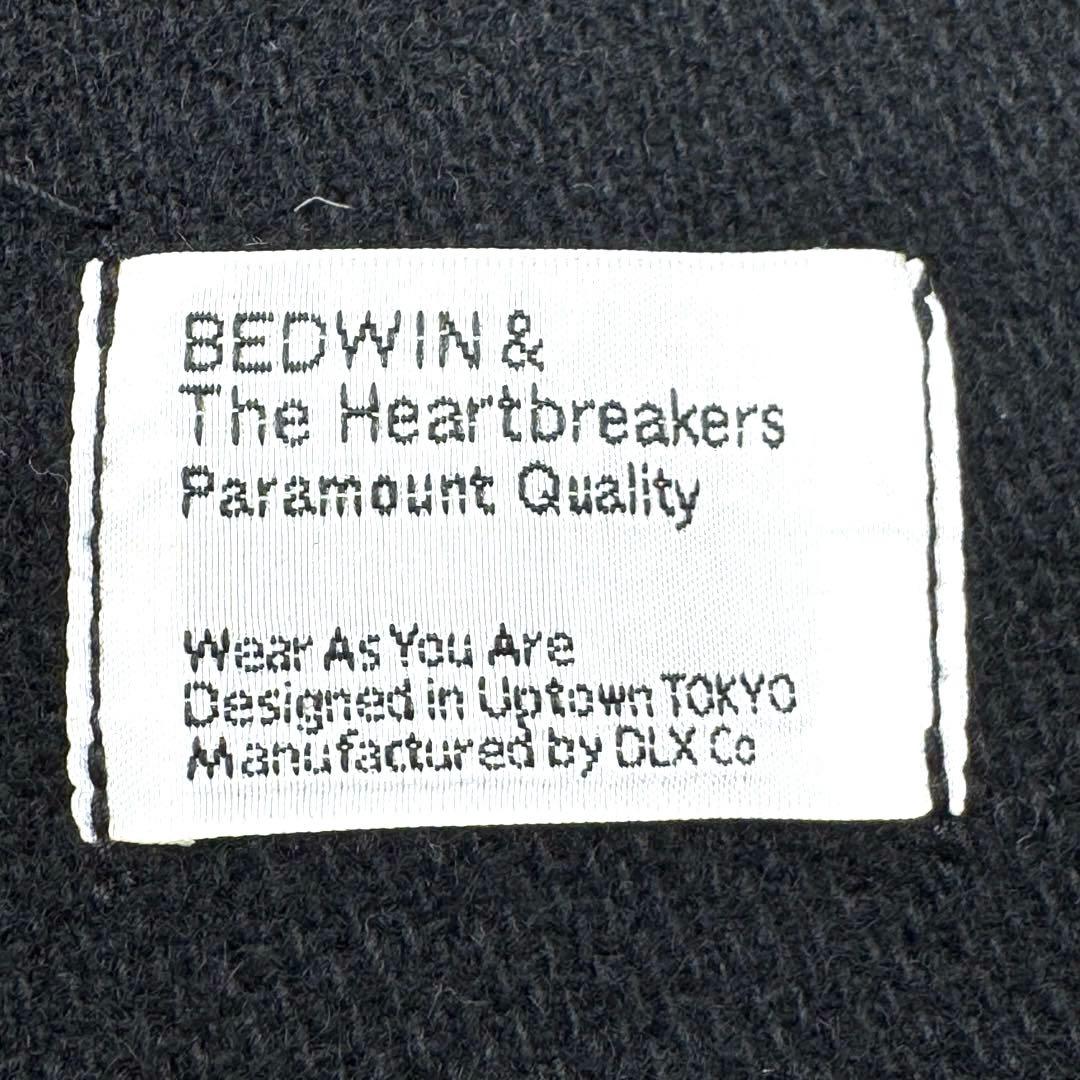 BEDWIN &
The Heartbreakers
Paramount Quality
Wear As You Are
Designed in Uptown TOKYO
Manufactured by DLX Co